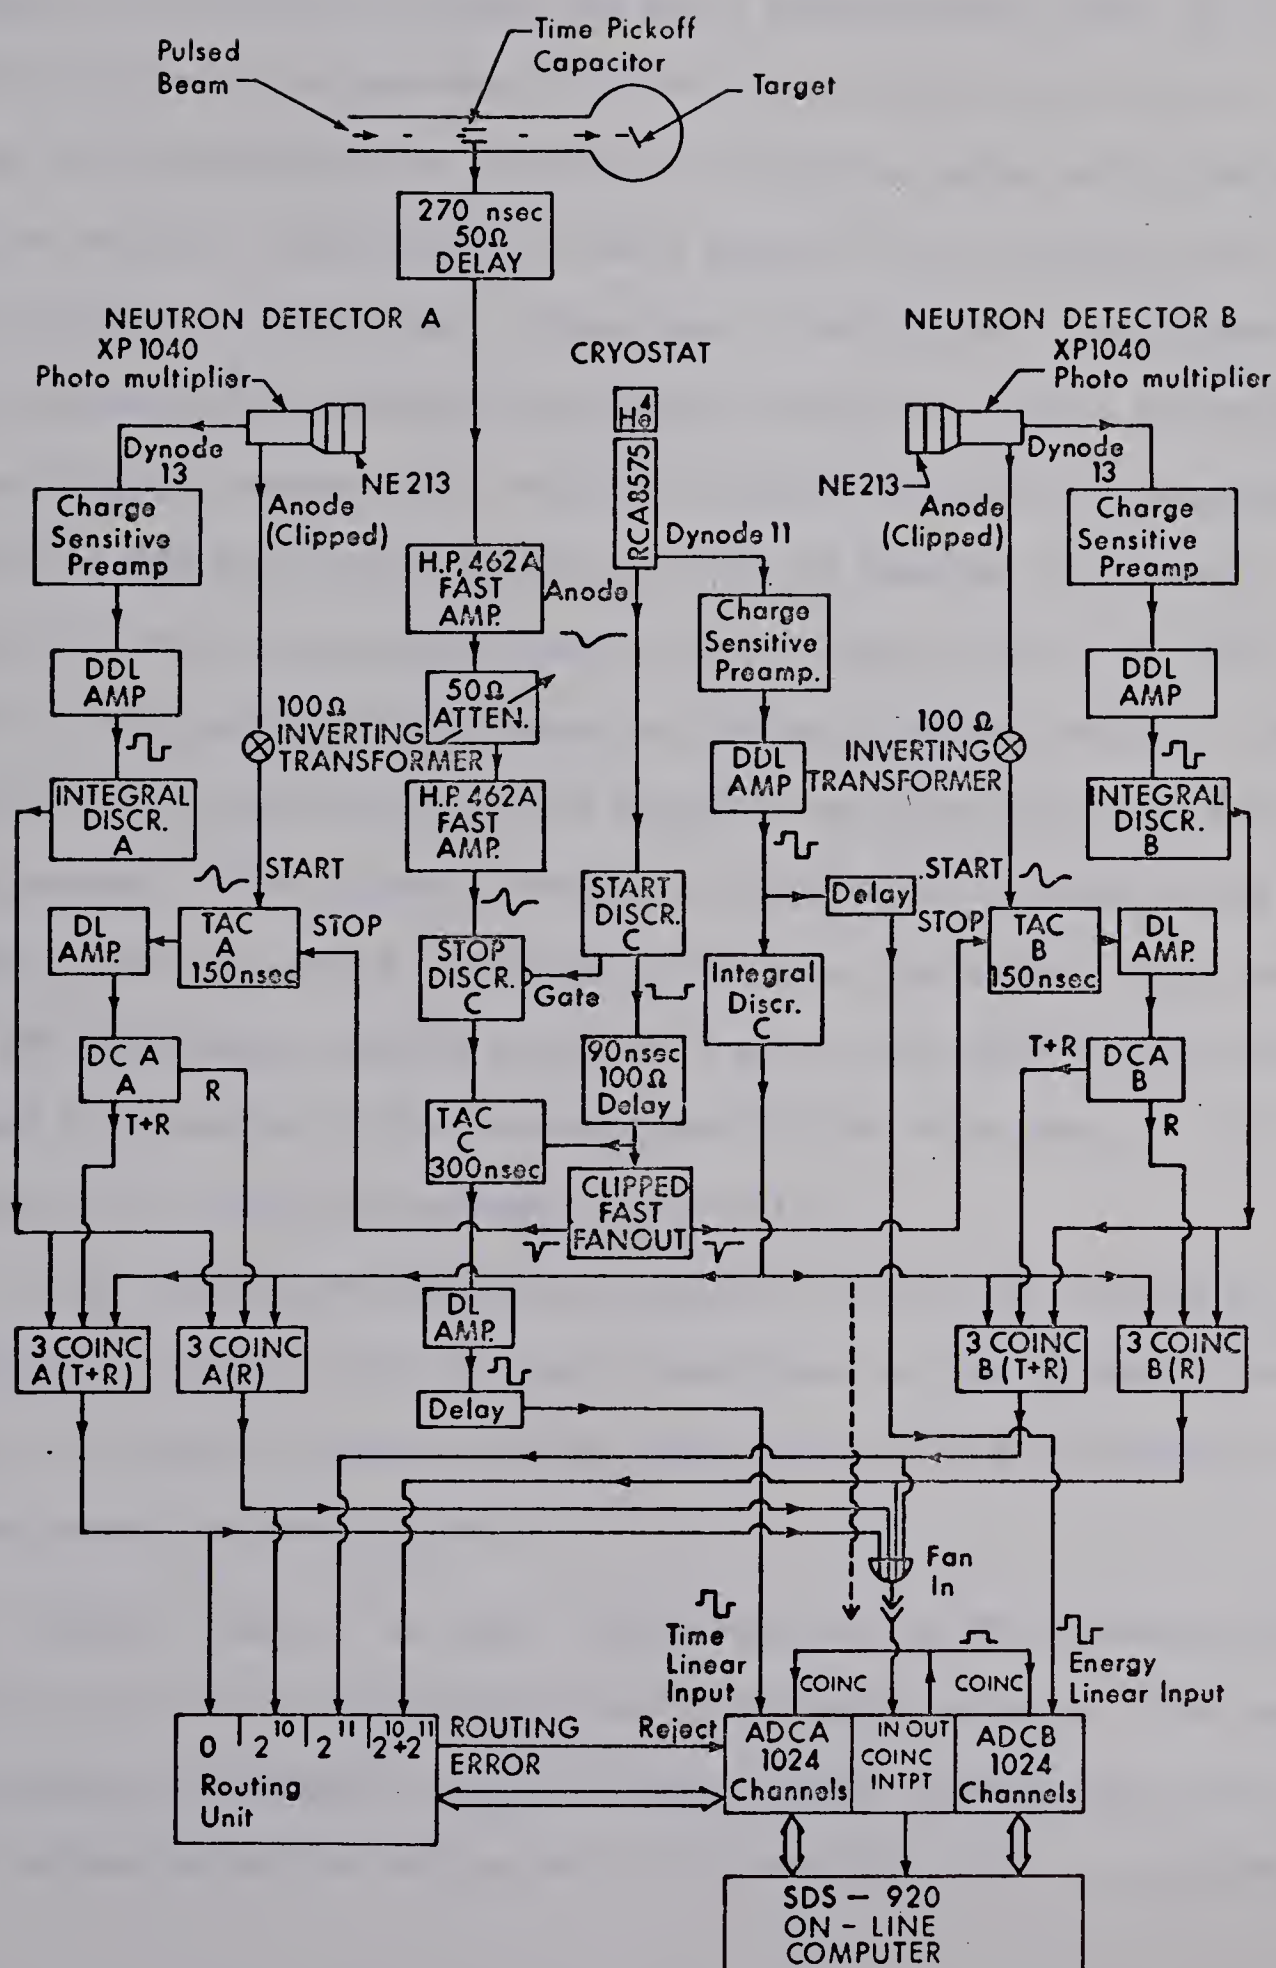 Time Pickoff
Capacitor
Pulsed
Beam
Target
270 nsec
50Ω
DELAY
NEUTRON DETECTOR A
XP1040
Photo multiplier
CRYOSTAT
NEUTRON DETECTOR B
XP1040
Photo multiplier
He4
RCA8575
Dynode
13
NE213
Anode
(Clipped)
Charge
Sensitive
Preamp
DDL
AMP
100Ω
INVERTING
TRANSFORMER
INTEGRAL
DISCR.
A
START
TAC
A
150nsec
STOP
DL
AMP.
DC A
A
R
T+R
H.P. 462A
FAST
AMP.
Anode
50Ω
ATTEN.
H.P. 462A
FAST
AMP.
STOP
DISCR.
C
Gate
START
DISCR.
C
90nsec
100Ω
Delay
TAC
C
300nsec
CLIPPED
FAST
FANOUT
Dynode 11
Charge
Sensitive
Preamp.
DDL
AMP
Delay
Integral
Discr.
C
NE213
Anode
(Clipped)
Dynode
13
Charge
Sensitive
Preamp
DDL
AMP
100 Ω
INVERTING
TRANSFORMER
INTEGRAL
DISCR.
B
START
STOP
TAC
B
150nsec
DL
AMP.
T+R
DCA
B
R
3 COINC
A(T+R)
3 COINC
A(R)
DL
AMP.
Delay
3 COINC
B(T+R)
3 COINC
B(R)
Fan
In
Time
Linear
Input
COINC
COINC
Energy
Linear Input
0
2^10
2^11
2^10+2^11
Routing
Unit
ROUTING
ERROR
Reject
ADCA
1024
Channels
IN OUT
COINC
INTPT
ADCB
1024
Channels
SDS – 920
ON – LINE
COMPUTER